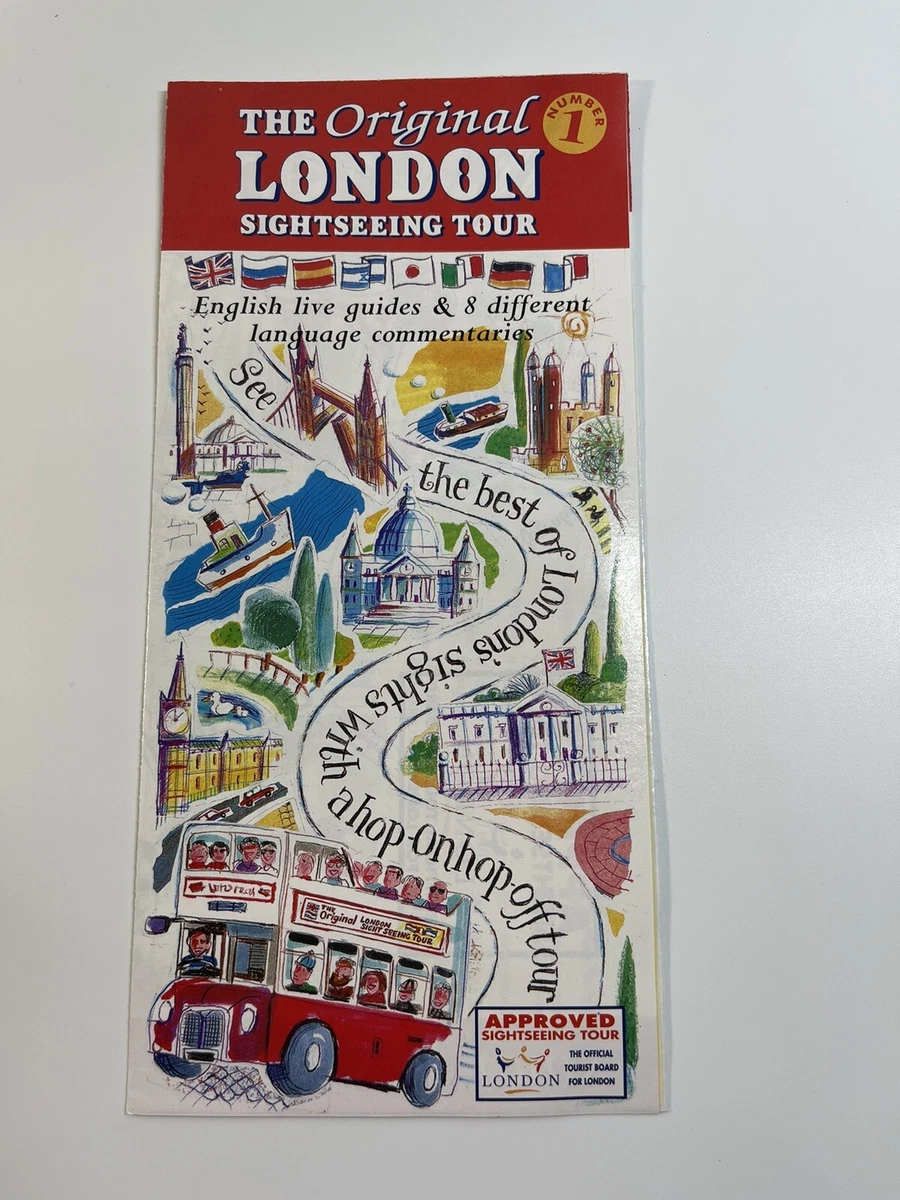 THE Original
NUMBER
1
LONDON
SIGHTSEEING TOUR
English live guides & 8 different
language commentaries
See
the best of London's sights with a hop-on hop-off tour
THE
Original LONDON
SIGHTSEEING TOUR
APPROVED
SIGHTSEEING TOUR
LONDON
THE OFFICIAL
TOURIST BOARD
FOR LONDON